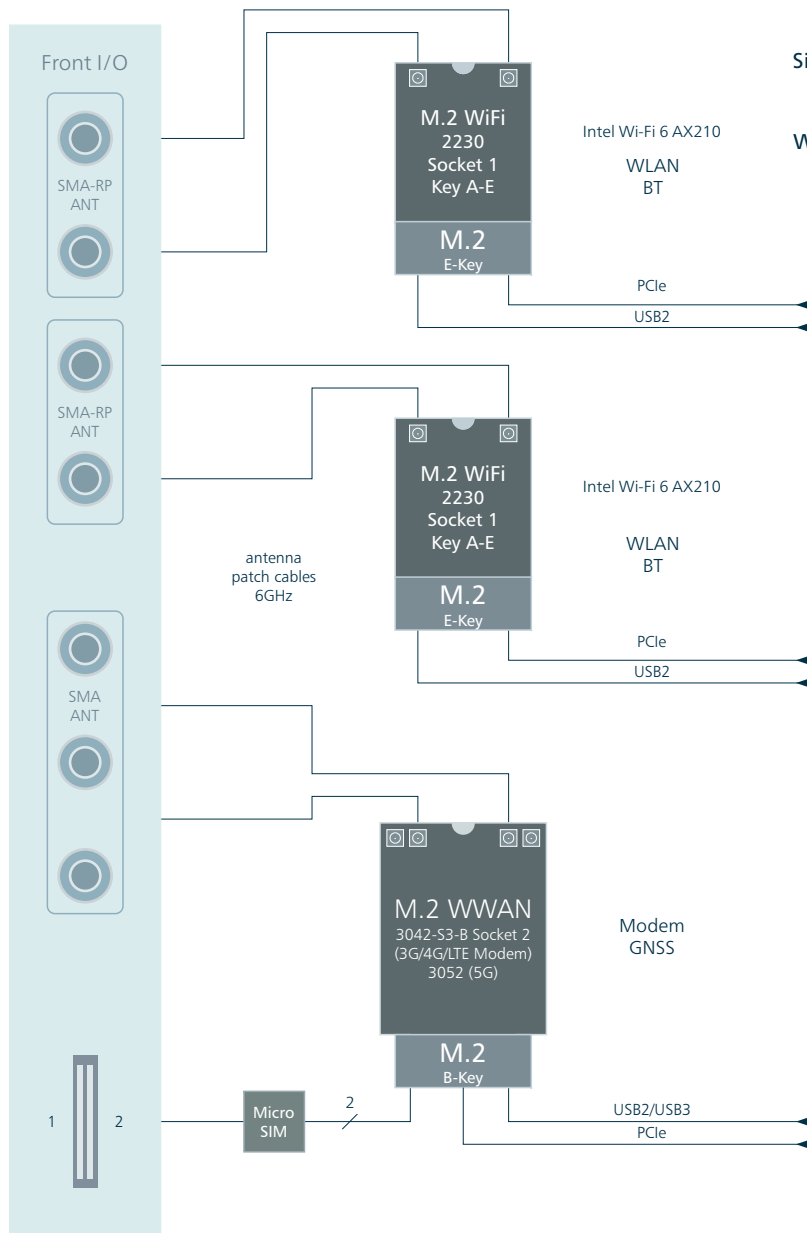 Front I/O
SMA-RP
ANT
M.2 WiFi
2230
Socket 1
Key A-E
M.2
E-Key
Intel Wi-Fi 6 AX210
WLAN
BT
PCIe
USB2
SMA-RP
ANT
M.2 WiFi
2230
Socket 1
Key A-E
M.2
E-Key
Intel Wi-Fi 6 AX210
WLAN
BT
PCIe
USB2
antenna
patch cables
6GHz
SMA
ANT
M.2 WWAN
3042-S3-B Socket 2
(3G/4G/LTE Modem)
3052 (5G)
M.2
B-Key
Modem
GNSS
USB2/USB3
PCIe
1
2
Micro
SIM
2
Si
W